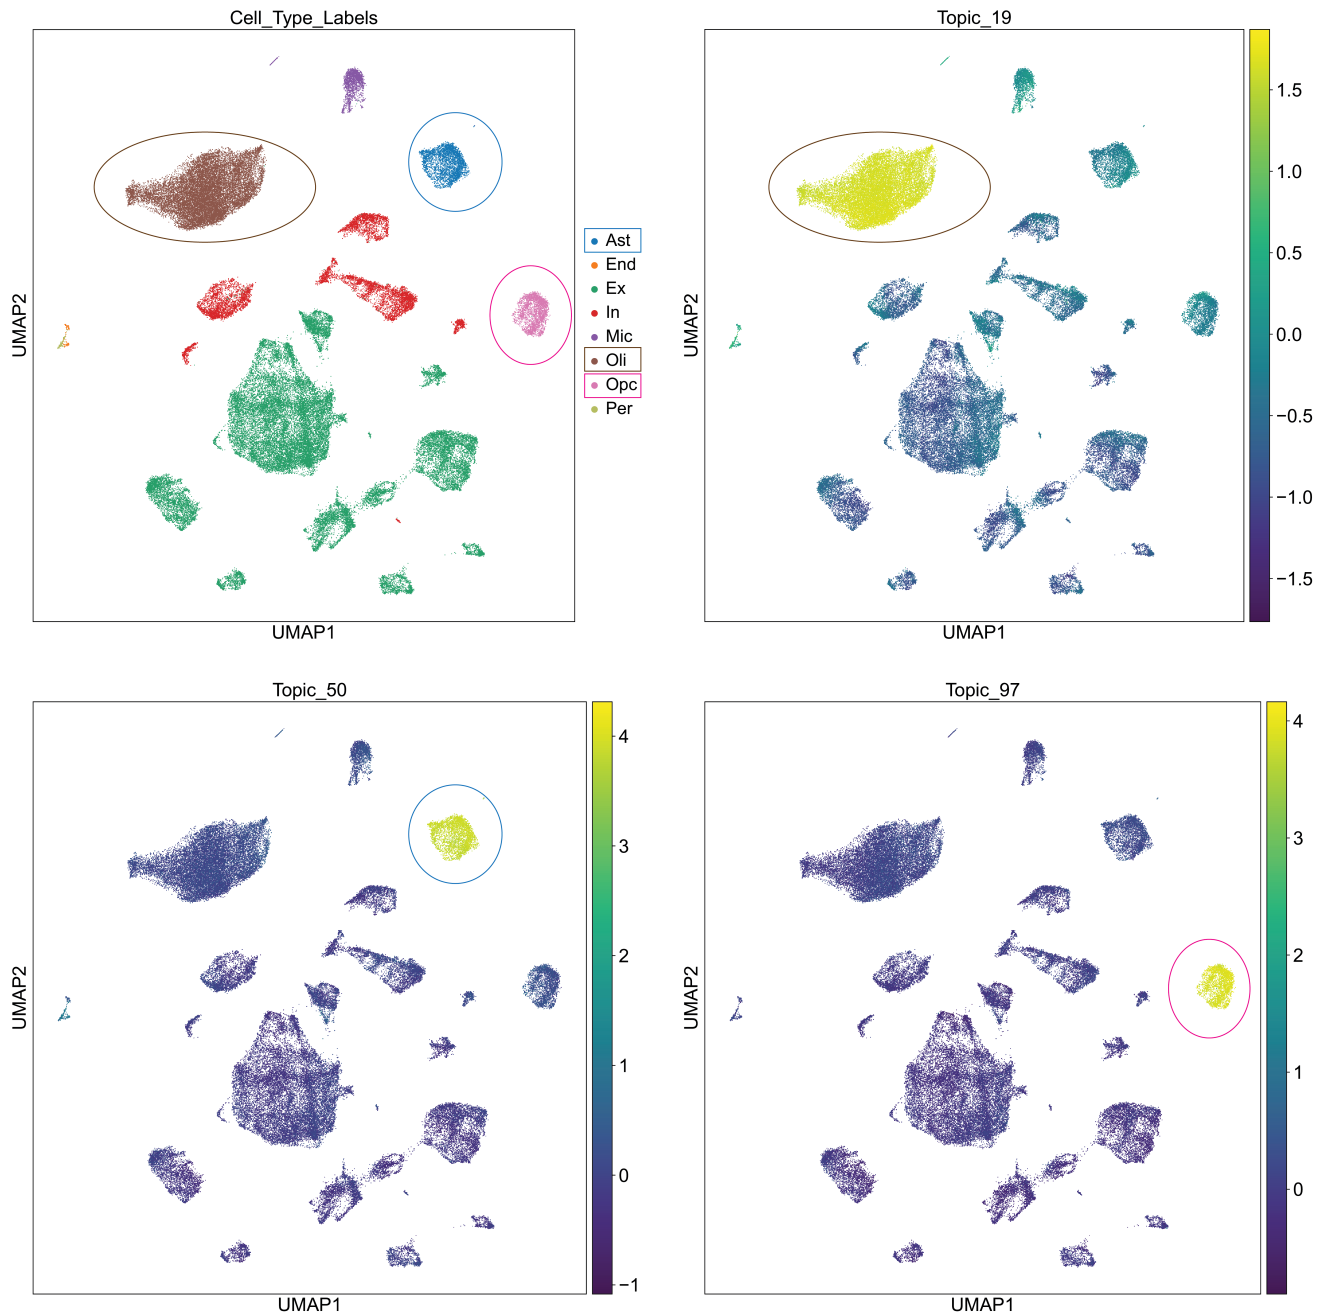 Cell_Type_Labels
UMAP2
UMAP1
Ast
End
Ex
In
Mic
Oli
Opc
Per
Topic_19
UMAP2
UMAP1
1.5
1.0
0.5
0.0
−0.5
−1.0
−1.5
Topic_50
UMAP2
UMAP1
4
3
2
1
0
−1
Topic_97
UMAP2
UMAP1
4
3
2
1
0